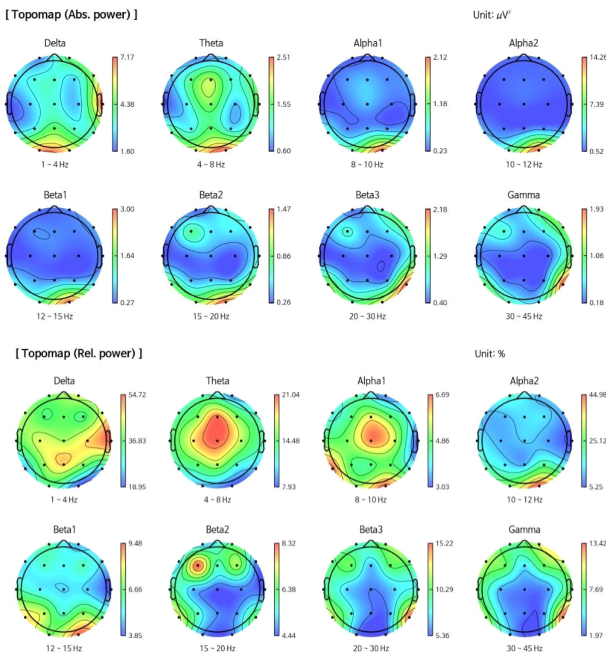 [ Topomap (Abs. power) ]
Unit: μV²
Delta
Theta
Alpha1
Alpha2
7.17
4.38
1.60
2.51
1.55
0.60
2.12
1.18
0.23
14.26
7.39
0.52
1 ~ 4 Hz
4 ~ 8 Hz
8 ~ 10 Hz
10 ~ 12 Hz
Beta1
Beta2
Beta3
Gamma
3.00
1.64
0.27
1.47
0.86
0.26
2.18
1.29
0.40
1.93
1.06
0.18
12 ~ 15 Hz
15 ~ 20 Hz
20 ~ 30 Hz
30 ~ 45 Hz
[ Topomap (Rel. power) ]
Unit: %
Delta
Theta
Alpha1
Alpha2
54.72
36.83
18.95
21.04
14.48
7.93
6.69
4.86
3.03
44.98
25.12
5.25
1 ~ 4 Hz
4 ~ 8 Hz
8 ~ 10 Hz
10 ~ 12 Hz
Beta1
Beta2
Beta3
Gamma
9.48
6.66
3.85
8.32
6.38
4.44
15.22
10.29
5.36
13.42
7.69
1.97
12 ~ 15 Hz
15 ~ 20 Hz
20 ~ 30 Hz
30 ~ 45 Hz